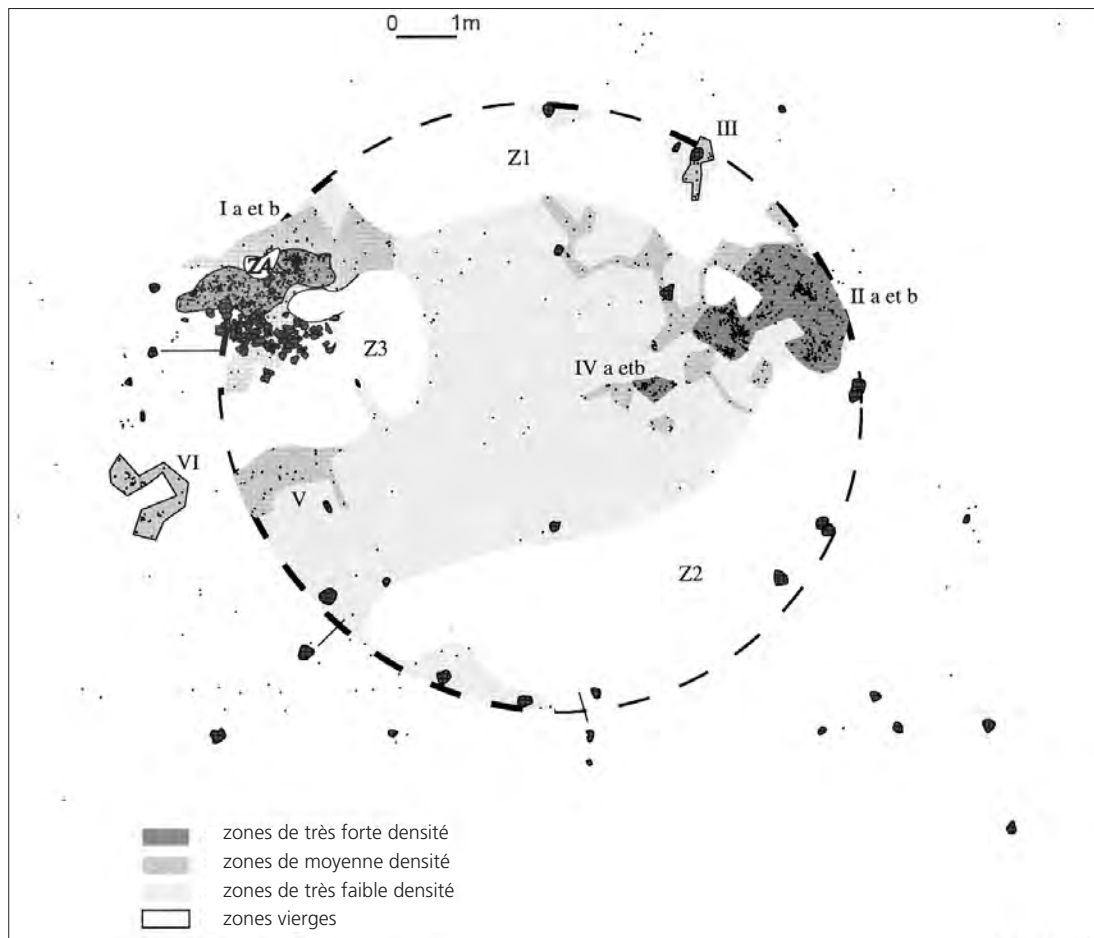 0 1m
III
Z1
I a et b
Z4
II a et b
Z3
IV a etb
VI
V
Z2
zones de très forte densité
zones de moyenne densité
zones de très faible densité
zones vierges